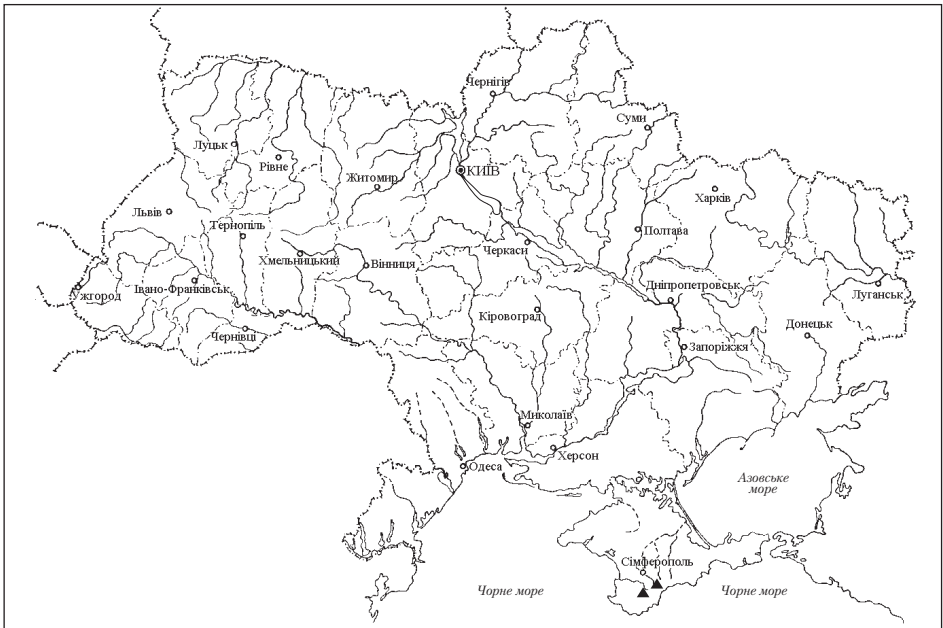 Чернігів
Суми
Луцьк
Рівне
КИЇВ
Житомир
Харків
Львів
Тернопіль
Полтава
Черкаси
Хмельницький
Вінниця
Ужгород
Івано-Франківськ
Дніпропетровськ
Луганськ
Кіровоград
Донецьк
Чернівці
Запоріжжя
Миколаїв
Херсон
Одеса
Азовське
море
Сімферополь
Чорне море
Чорне море